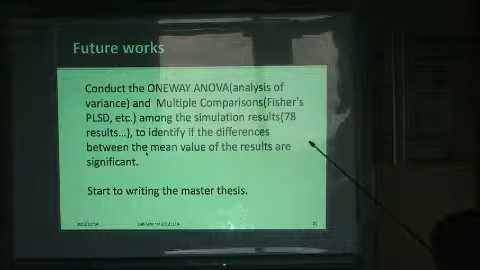 Future works
Conduct the ONEWAY ANOVA(analysis of
variance) and Multiple Comparisons(Fisher's
PLSD, etc.) among the simulation results(78
results...), to identify if the differences
between the mean value of the results are
significant.
Start to writing the master thesis.